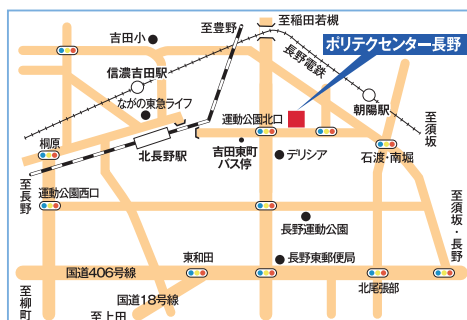 至稲田若槻
至豊野
吉田小
ポリテクセンター長野
長野電鉄
信濃吉田駅
朝陽駅
ながの東急ライフ
運動公園北口
至須坂
桐原
北長野駅
吉田東町
バス停
デリシア
石渡・南堀
至長野
運動公園西口
至須坂・長野
長野運動公園
東和田
長野東郵便局
国道406号線
北尾張部
至柳町
国道18号線
至上田